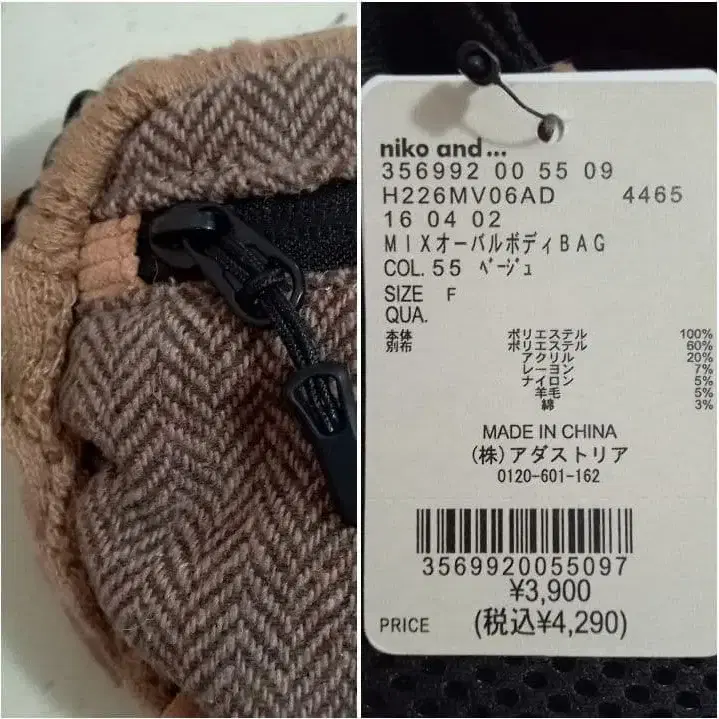 niko and...
356992 00 55 09
H226MV06AD 4465
16 04 02
MIXオーバルボディBAG
COL. 55 ベージュ
SIZE F
QUA.
本体 ポリエステル 100%
別布 ポリエステル 60%
アクリル 20%
レーヨン 7%
ナイロン 5%
羊毛 5%
綿 3%
MADE IN CHINA
(株)アダストリア
0120-601-162
3569920055097
¥3,900
PRICE (税込¥4,290)